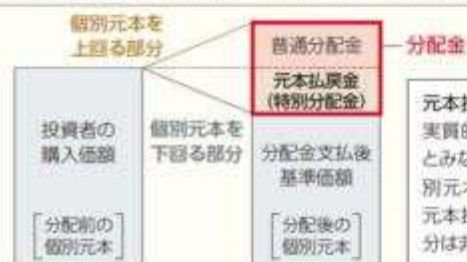 個別元本を
上回る部分
普通分配金
分配金
元本払戻金
(特別分配金)
投資者の
購入価額
個別元本を
下回る部分
分配金支払後
基準価額
分配前の
個別元本
分配後の
個別元本
元本払
実質的
とみな
別元本
元本払
分は非